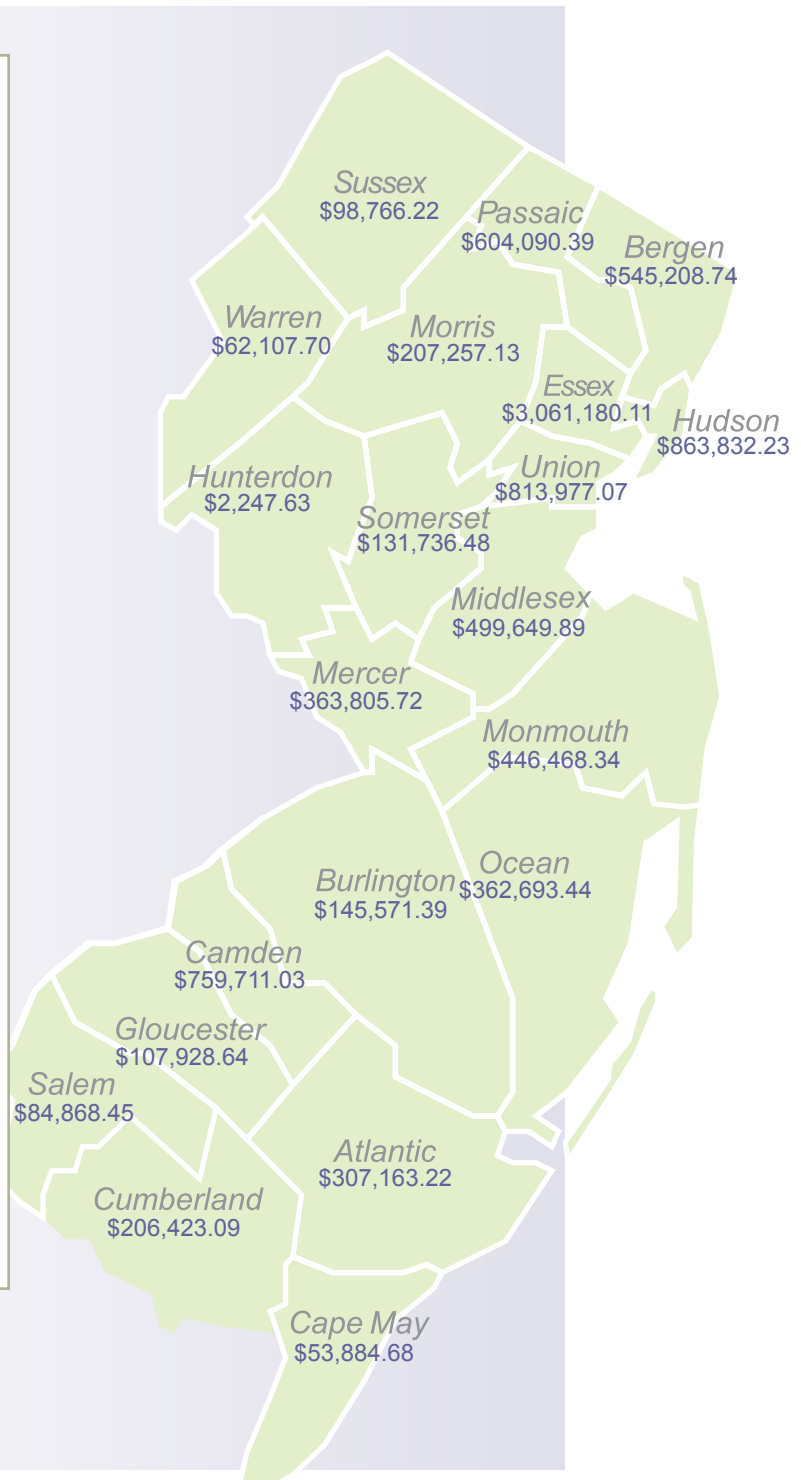 Sussex
$98,766.22
Passaic
$604,090.39
Bergen
$545,208.74
Warren
$62,107.70
Morris
$207,257.13
Essex
$3,061,180.11
Hudson
$863,832.23
Hunterdon
$2,247.63
Union
$813,977.07
Somerset
$131,736.48
Middlesex
$499,649.89
Mercer
$363,805.72
Monmouth
$446,468.34
Ocean
$362,693.44
Burlington
$145,571.39
Camden
$759,711.03
Gloucester
$107,928.64
Salem
$84,868.45
Atlantic
$307,163.22
Cumberland
$206,423.09
Cape May
$53,884.68